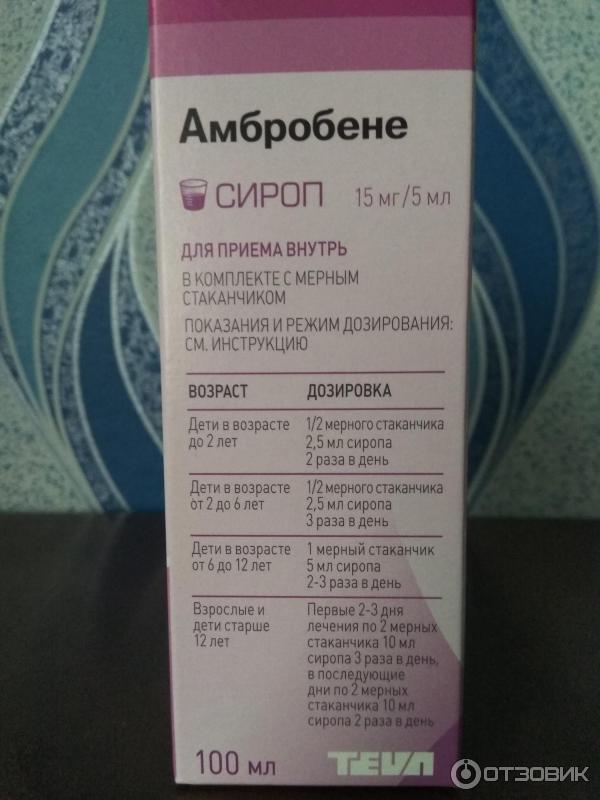 Амбробене
СИРОП 15 мг/5 мл
ДЛЯ ПРИЕМА ВНУТРЬ
В КОМПЛЕКТЕ С МЕРНЫМ
СТАКАНЧИКОМ
ПОКАЗАНИЯ И РЕЖИМ ДОЗИРОВАНИЯ:
СМ. ИНСТРУКЦИЮ
ВОЗРАСТ ДОЗИРОВКА
Дети в возрасте
до 2 лет
1/2 мерного стаканчика
2,5 мл сиропа
2 раза в день
Дети в возрасте
от 2 до 6 лет
1/2 мерного стаканчика
2,5 мл сиропа
3 раза в день
Дети в возрасте
от 6 до 12 лет
1 мерный стаканчик
5 мл сиропа
2-3 раза в день
Взрослые и
дети старше
12 лет
Первые 2-3 дня
лечения по 2 мерных
стаканчика 10 мл
сиропа 3 раза в день,
в последующие
дни по 2 мерных
стаканчика 10 мл
сиропа 2 раза в день
100 мл TEVA
ОТЗОВИК